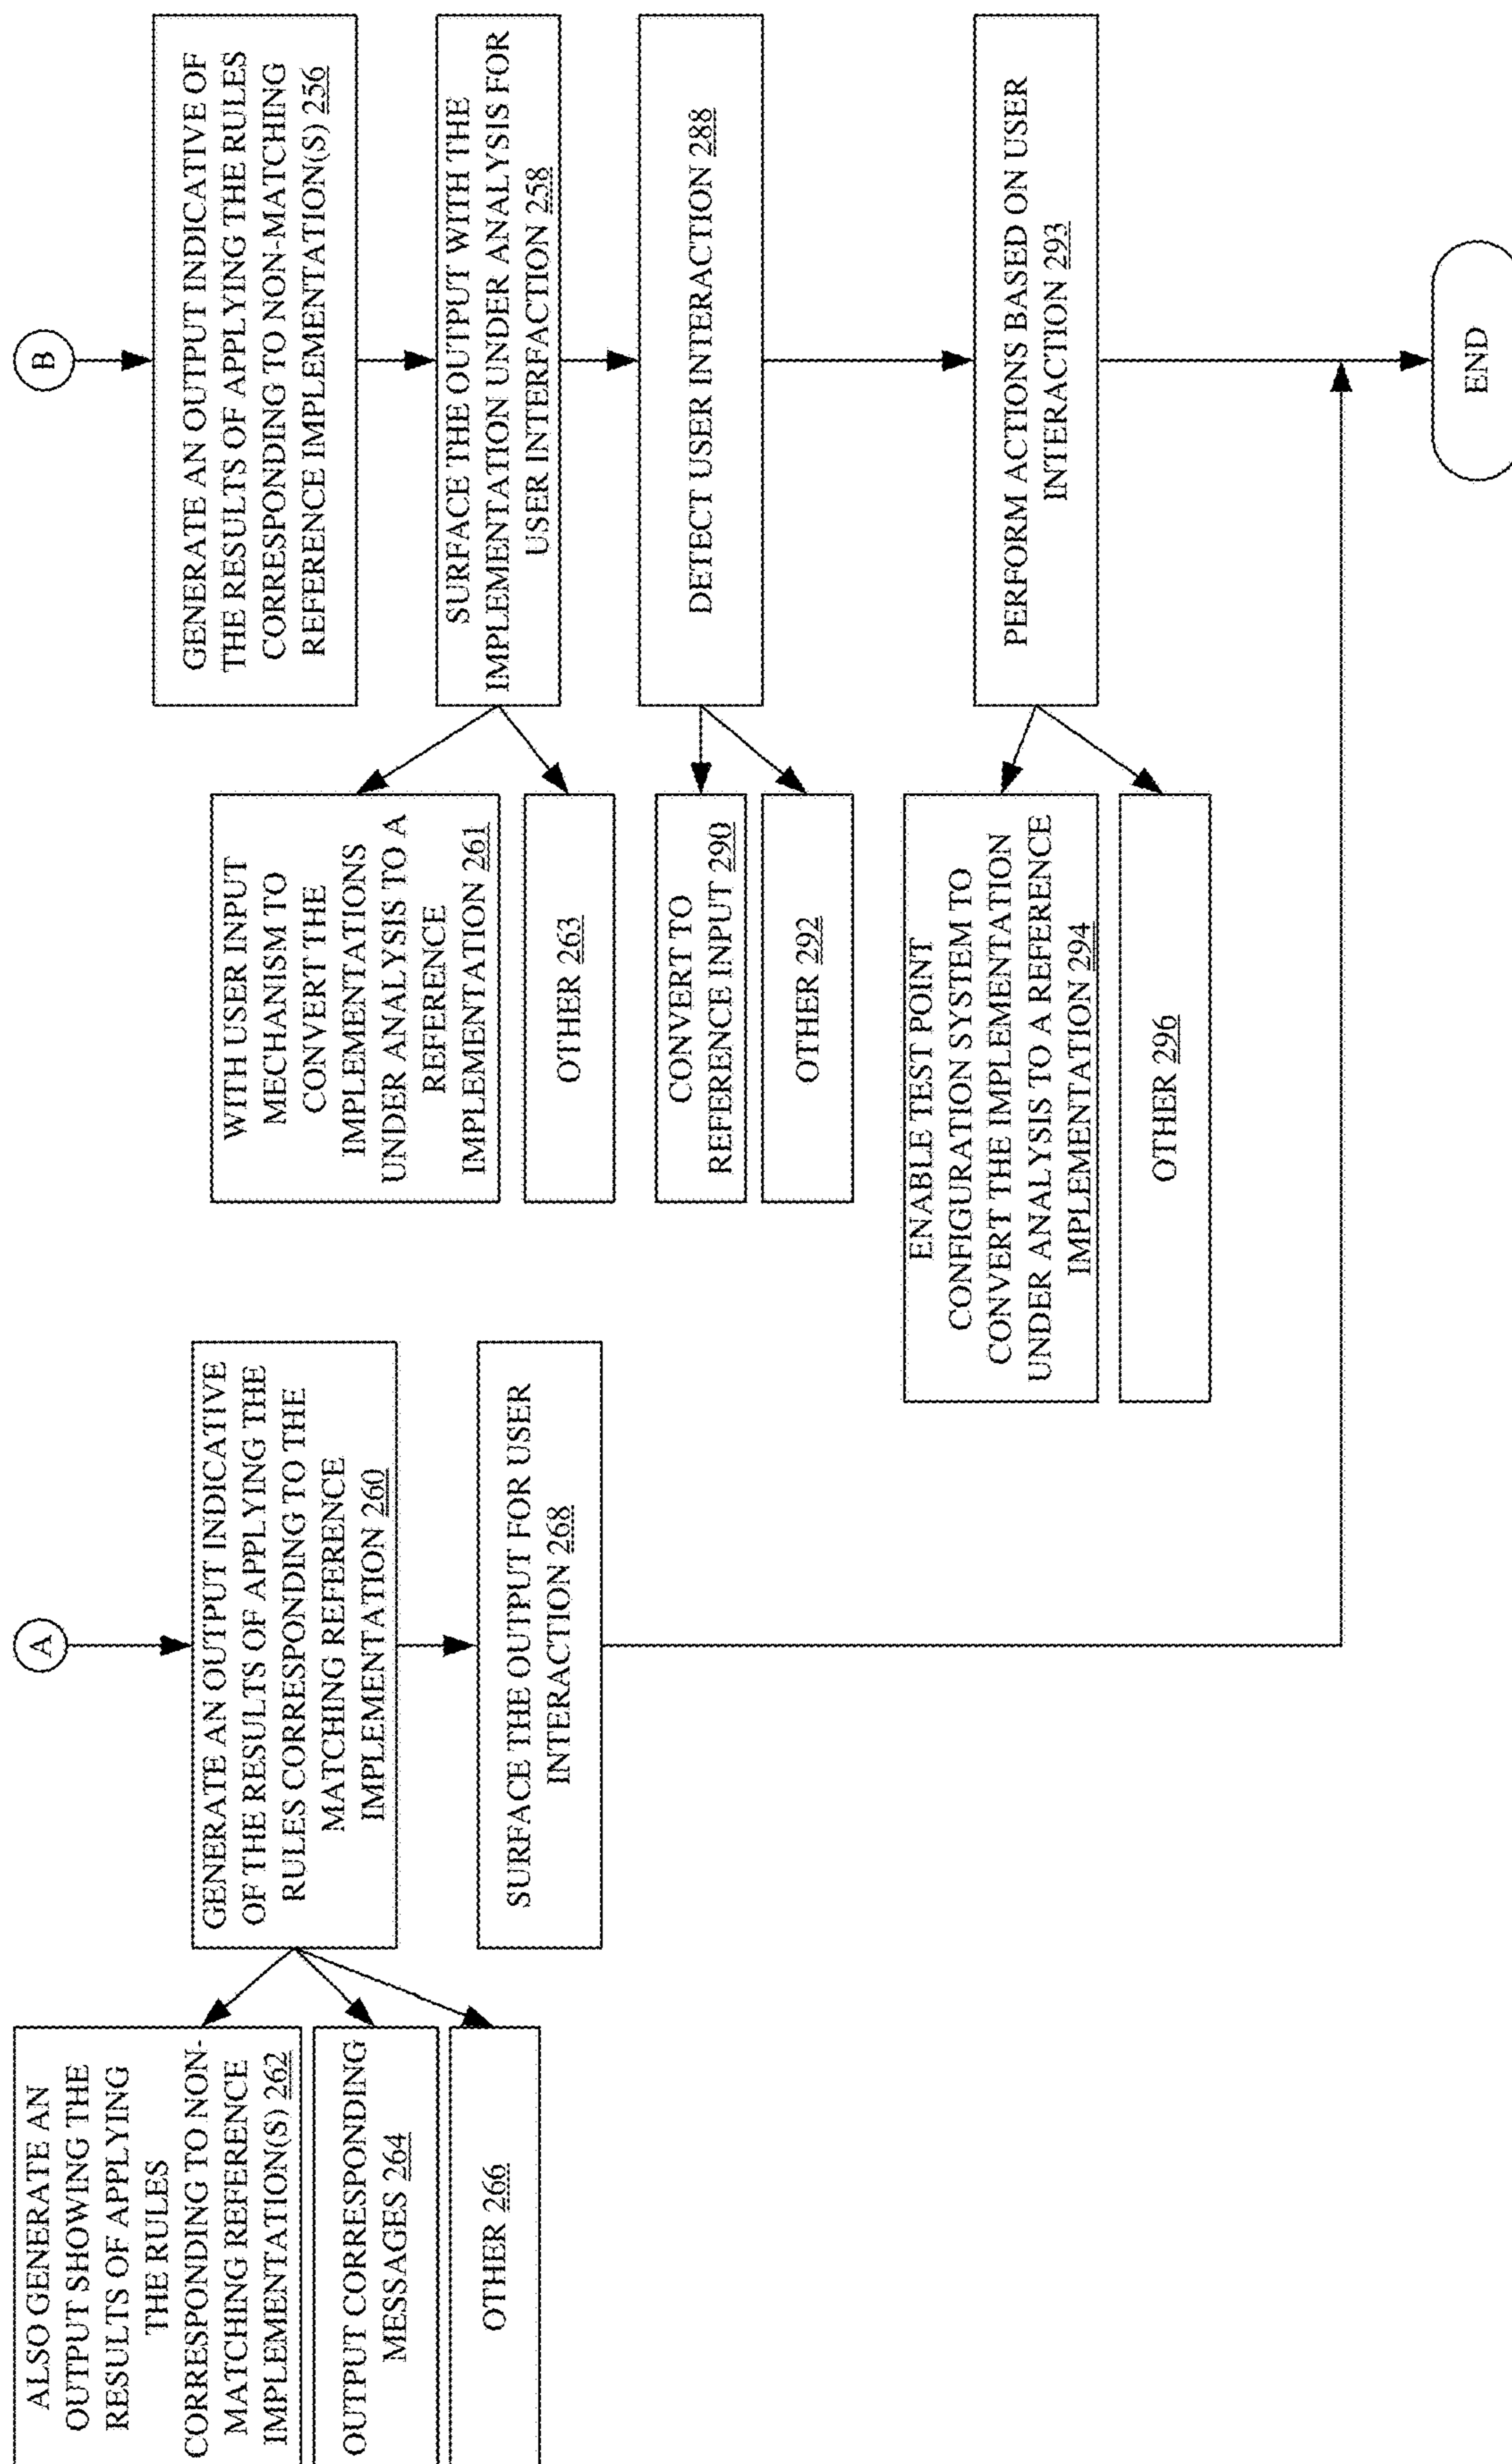 A
GENERATE AN OUTPUT INDICATIVE
OF THE RESULTS OF APPLYING THE
RULES CORRESPONDING TO THE
MATCHING REFERENCE
IMPLEMENTATION 260
ALSO GENERATE AN
OUTPUT SHOWING THE
RESULTS OF APPLYING
THE RULES
CORRESPONDING TO NON-
MATCHING REFERENCE
IMPLEMENTATION(S) 262
OUTPUT CORRESPONDING
MESSAGES 264
OTHER 266
SURFACE THE OUTPUT FOR USER
INTERACTION 268
B
GENERATE AN OUTPUT INDICATIVE OF
THE RESULTS OF APPLYING THE RULES
CORRESPONDING TO NON-MATCHING
REFERENCE IMPLEMENTATION(S) 256
SURFACE THE OUTPUT WITH THE
IMPLEMENTATION UNDER ANALYSIS FOR
USER INTERFACTION 258
WITH USER INPUT
MECHANISM TO
CONVERT THE
IMPLEMENTATIONS
UNDER ANALYSIS TO A
REFERENCE
IMPLEMENTATION 261
OTHER 263
DETECT USER INTERACTION 288
CONVERT TO
REFERENCE INPUT 290
OTHER 292
PERFORM ACTIONS BASED ON USER
INTERACTION 293
ENABLE TEST POINT
CONFIGURATION SYSTEM TO
CONVERT THE IMPLEMENTATION
UNDER ANALYSIS TO A REFERENCE
IMPLEMENTATION 294
OTHER 296
END